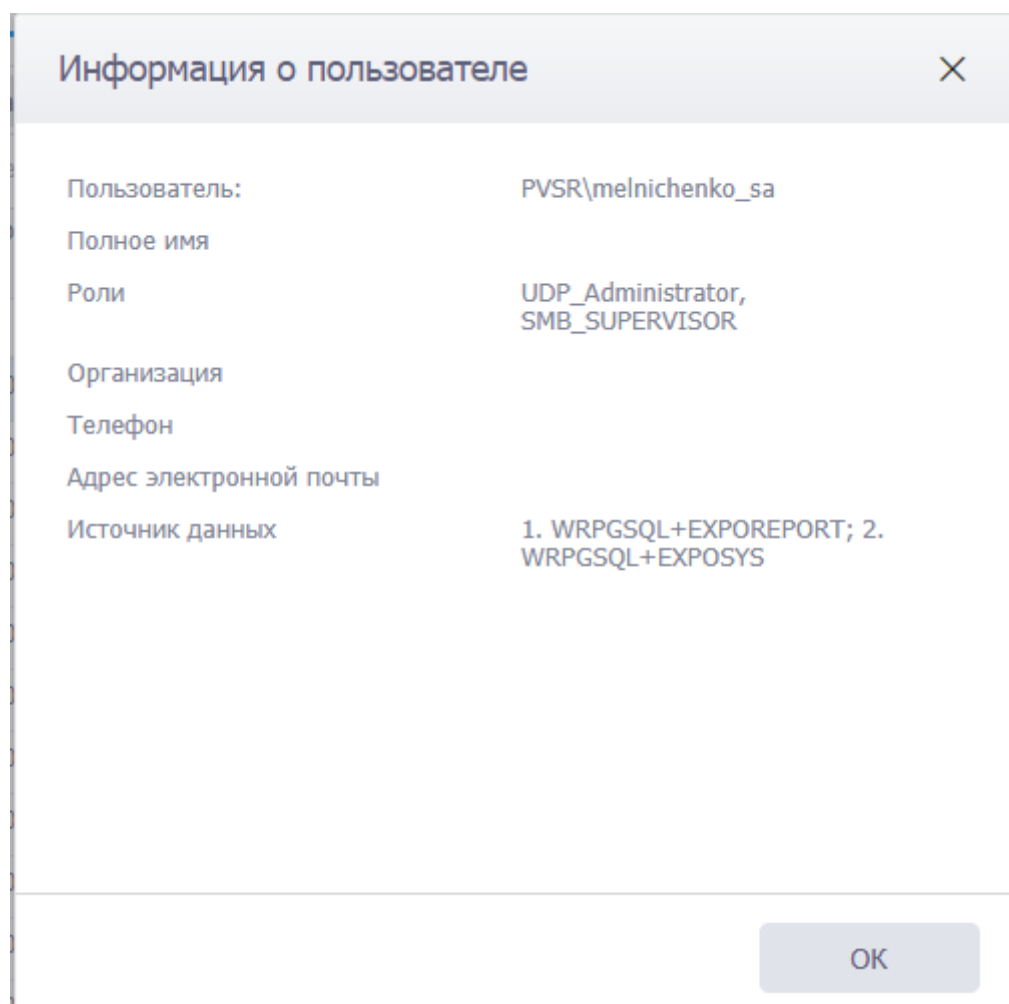 Информация о пользователе
Пользователь: PVSR\melnichenko_sa
Полное имя
Роли UDP_Administrator,
SMB_SUPERVISOR
Организация
Телефон
Адрес электронной почты
Источник данных 1. WRPGSQL+EXPOREPORT; 2.
WRPGSQL+EXPOSYS
ОК